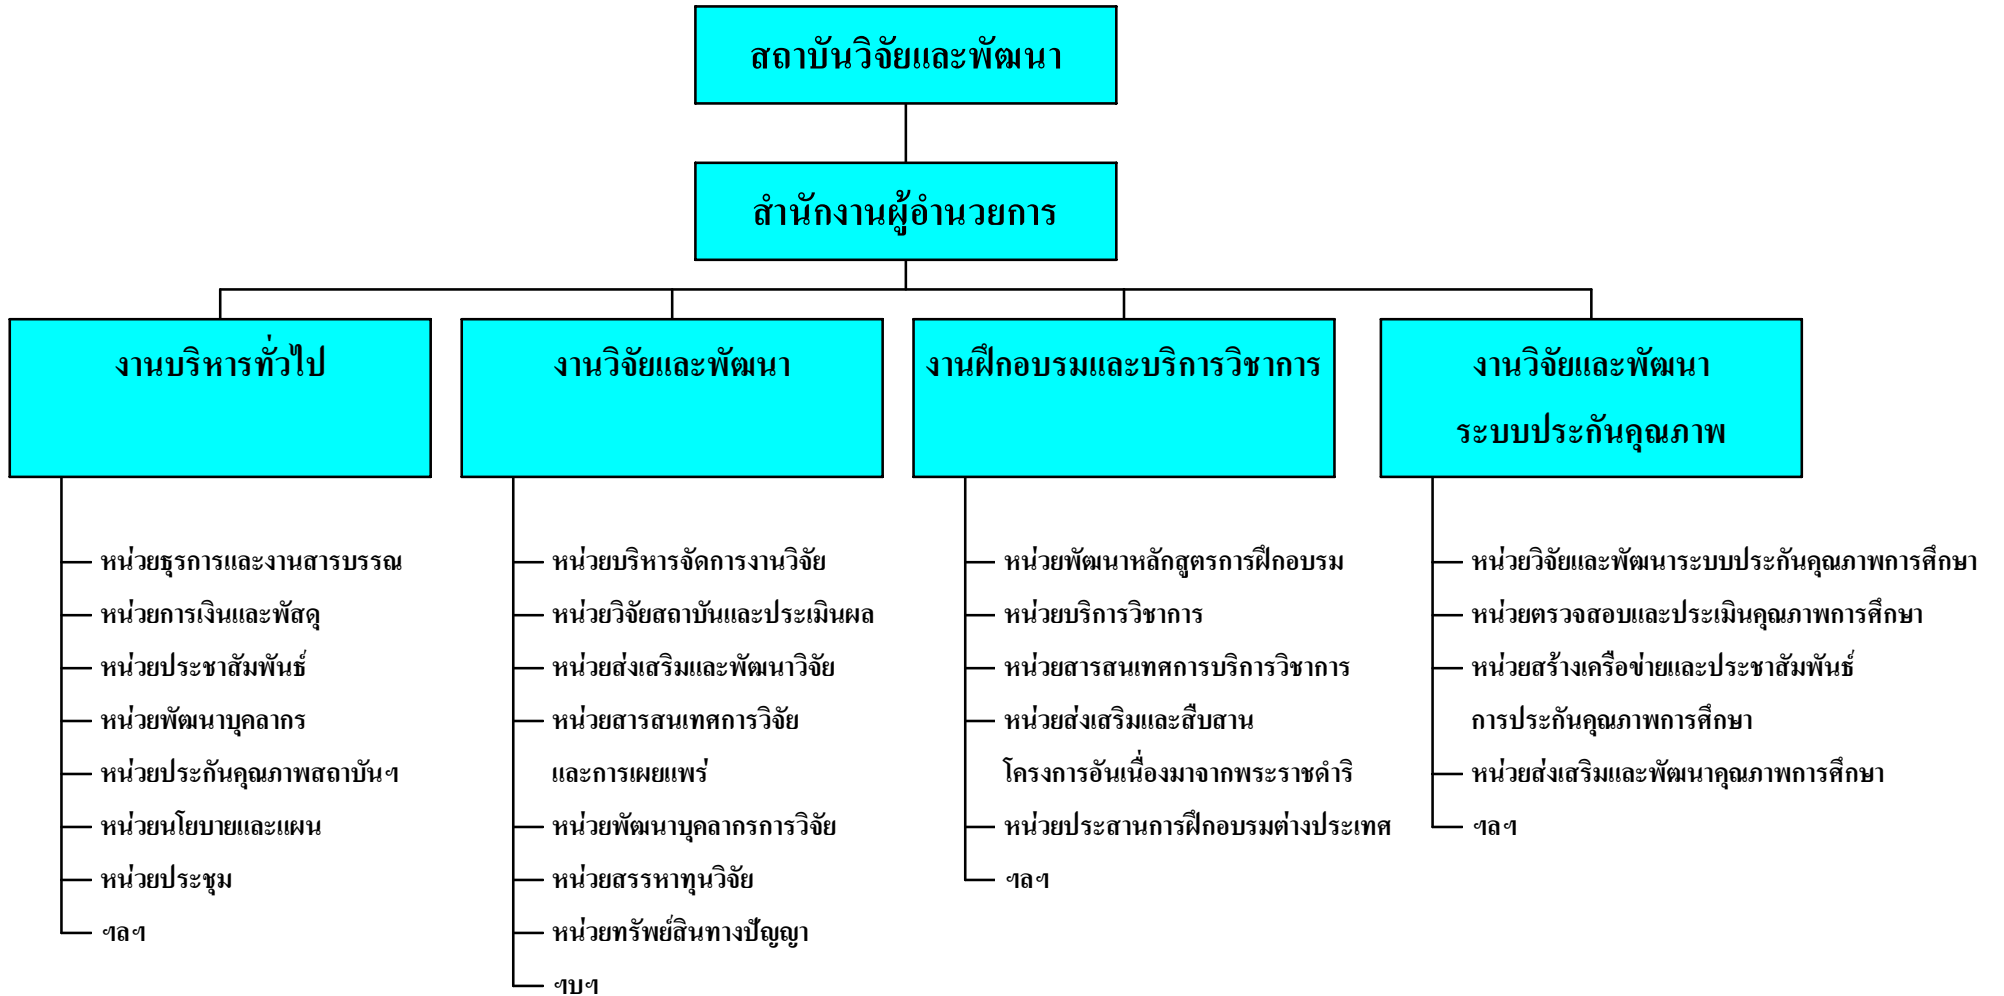 สถาบันวิจัยและพัฒนา
สำนักงานผู้อำนวยการ
งานบริหารทั่วไป
หน่วยธุรการและงานสารบรรณ
หน่วยการเงินและพัสดุ
หน่วยประชาสัมพันธ์
หน่วยพัฒนาบุคลากร
หน่วยประกันคุณภาพสถาบันฯ
หน่วยนโยบายและแผน
หน่วยประชุม
ฯลฯ
งานวิจัยและพัฒนา
หน่วยบริหารจัดการงานวิจัย
หน่วยวิจัยสถาบันและประเมินผล
หน่วยส่งเสริมและพัฒนาวิจัย
หน่วยสารสนเทศการวิจัย
และการเผยแพร่
หน่วยพัฒนาบุคลากรการวิจัย
หน่วยสรรหาทุนวิจัย
หน่วยทรัพย์สินทางปัญญา
ฯบฯ
งานฝึกอบรมและบริการวิชาการ
หน่วยพัฒนาหลักสูตรการฝึกอบรม
หน่วยบริการวิชาการ
หน่วยสารสนเทศการบริการวิชาการ
หน่วยส่งเสริมและสืบสาน
โครงการอันเนื่องมาจากพระราชดำริ
หน่วยประสานการฝึกอบรมต่างประเทศ
ฯลฯ
งานวิจัยและพัฒนา
ระบบประกันคุณภาพ
หน่วยวิจัยและพัฒนาระบบประกันคุณภาพการศึกษา
หน่วยตรวจสอบและประเมินคุณภาพการศึกษา
หน่วยสร้างเครือข่ายและประชาสัมพันธ์
การประกันคุณภาพการศึกษา
หน่วยส่งเสริมและพัฒนาคุณภาพการศึกษา
ฯลฯ